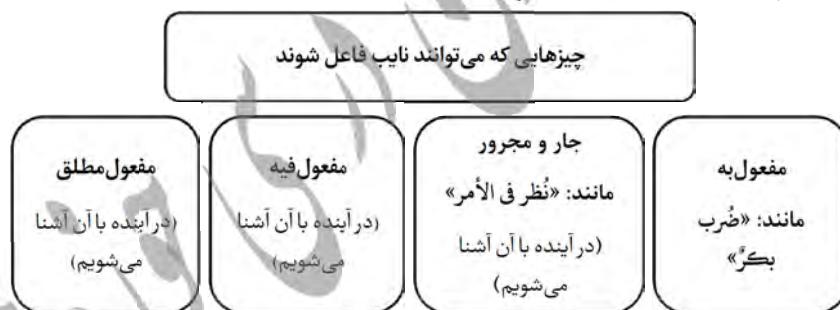 چیزهایی که می‌توانند نایب فاعل شوند
مفعول‌به
مانند: «ضُرب
بکرٌ»
جار و مجرور
مانند: «نُظر فی الأمر»
(در آینده با آن آشنا
می‌شویم)
مفعول‌فیه
(در آینده با آن آشنا
می‌شویم)
مفعول‌مطلق
(در آینده با آن آشنا
می‌شویم)